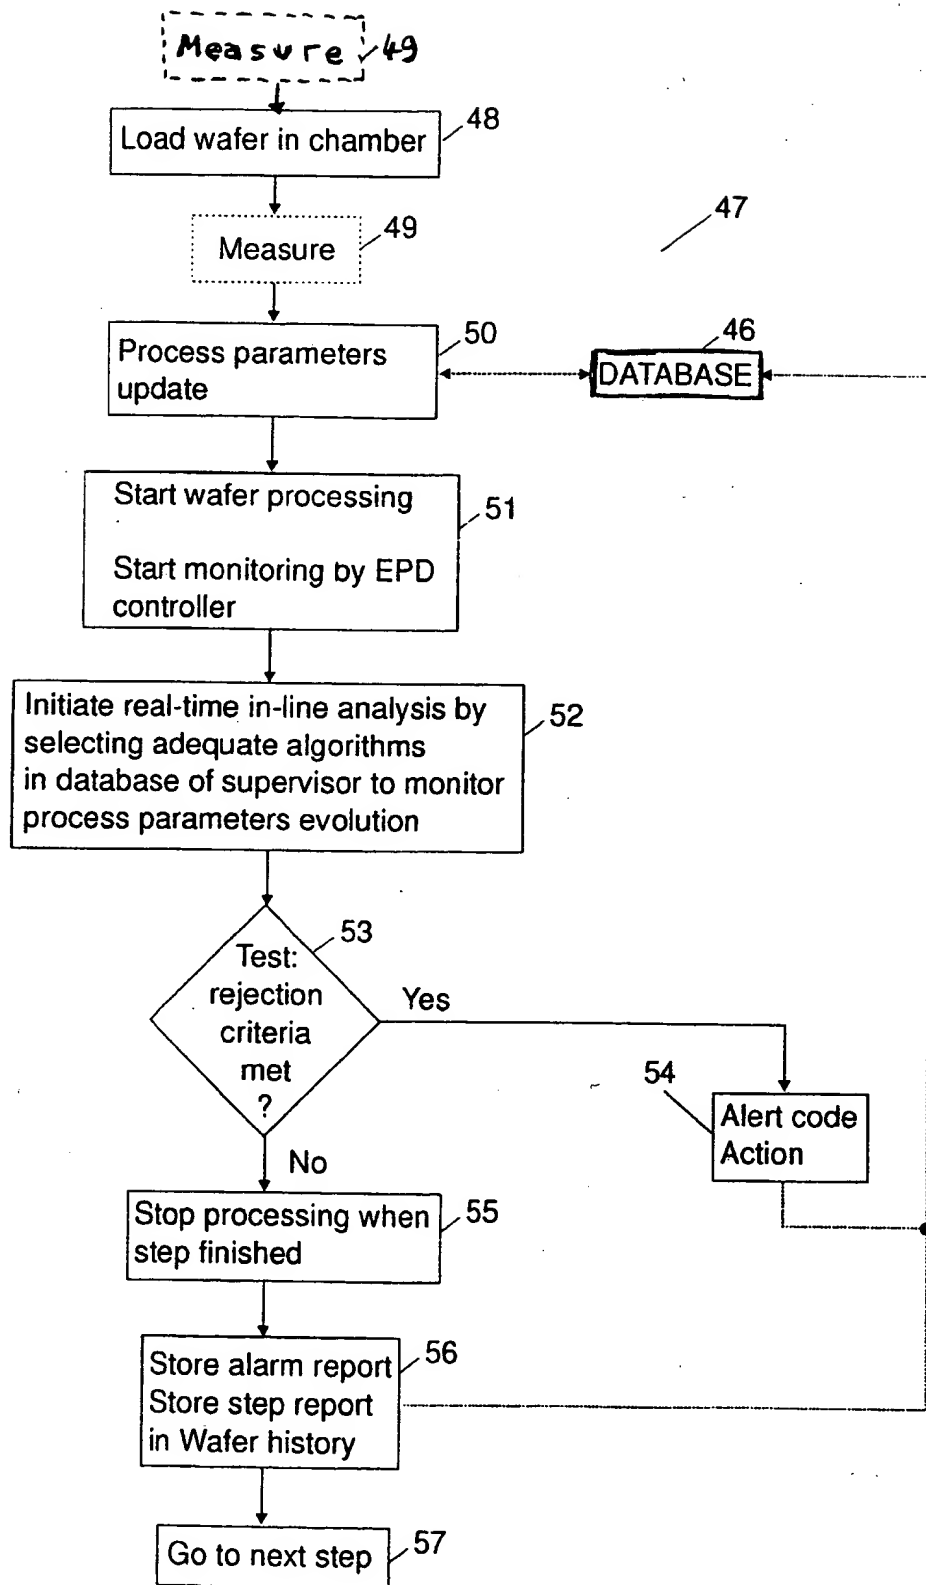 Measure 49
Load wafer in chamber 48
Measure 49
47
Process parameters
update
50
46
DATABASE
Start wafer processing
Start monitoring by EPD
controller
51
Initiate real-time in-line analysis by
selecting adequate algorithms
in database of supervisor to monitor
process parameters evolution
52
Test:
rejection
criteria
met
?
53
Yes
54
Alert code
Action
No
Stop processing when
step finished
55
Store alarm report
Store step report
in Wafer history
56
Go to next step 57